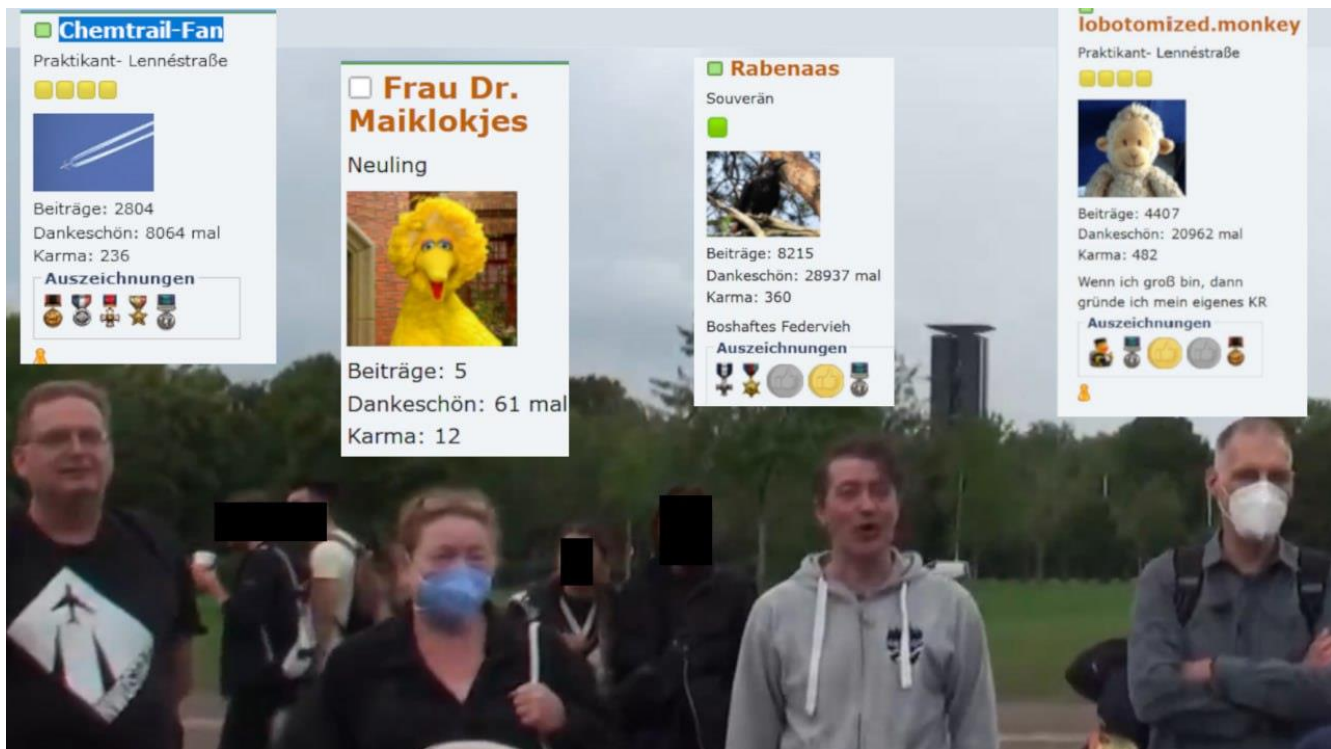 Chemtrail-Fan
Praktikant- Lennéstraße
Beiträge: 2804
Dankeschön: 8064 mal
Karma: 236
Auszeichnungen
Frau Dr.
Maiklokjes
Neuling
Beiträge: 5
Dankeschön: 61 mal
Karma: 12
Rabenaas
Souverän
Beiträge: 8215
Dankeschön: 28937 mal
Karma: 360
Boshaftes Federvieh
Auszeichnungen
lobotomized.monkey
Praktikant- Lennéstraße
Beiträge: 4407
Dankeschön: 20962 mal
Karma: 482
Wenn ich groß bin, dann
gründe ich mein eigenes KR
Auszeichnungen